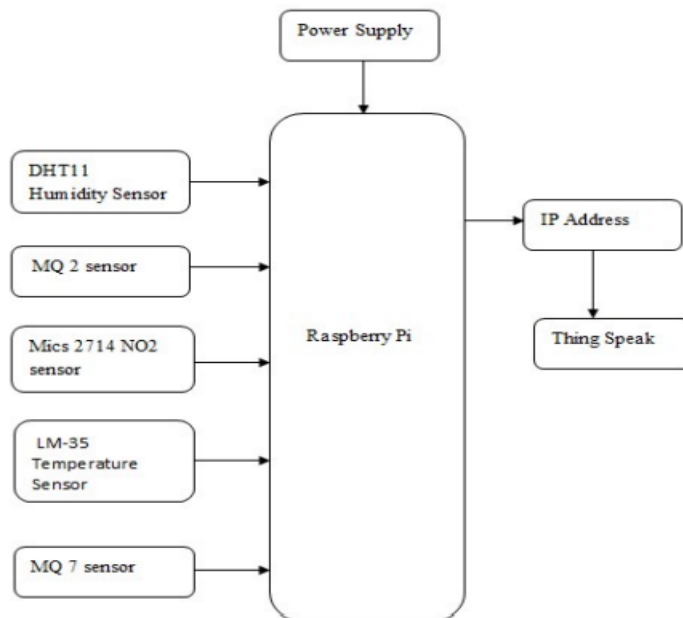 Power Supply
DHT11
Humidity Sensor
MQ 2 sensor
Mics 2714 NO2
sensor
LM-35
Temperature
Sensor
MQ 7 sensor
Raspberry Pi
IP Address
Thing Speak